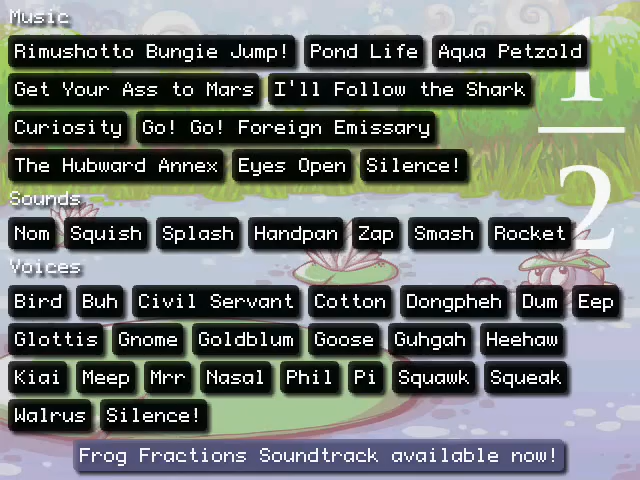 Music
Rimushotto Bungie Jump! Pond Life Aqua Petzold
Get Your Ass to Mars I'll Follow the Shark
Curiosity Go! Go! Foreign Emissary
The Hubward Annex Eyes Open Silence!
1
2
Sounds
Nom Squish Splash Handpan Zap Smash Rocket
Voices
Bird Buh Civil Servant Cotton Dongpheh Dum Eep
Glottis Gnome Goldblum Goose Guhgah Heehaw
Kiai Meep Mrr Nasal Phil Pi Squawk Squeak
Walrus Silence!
Frog Fractions Soundtrack available now!